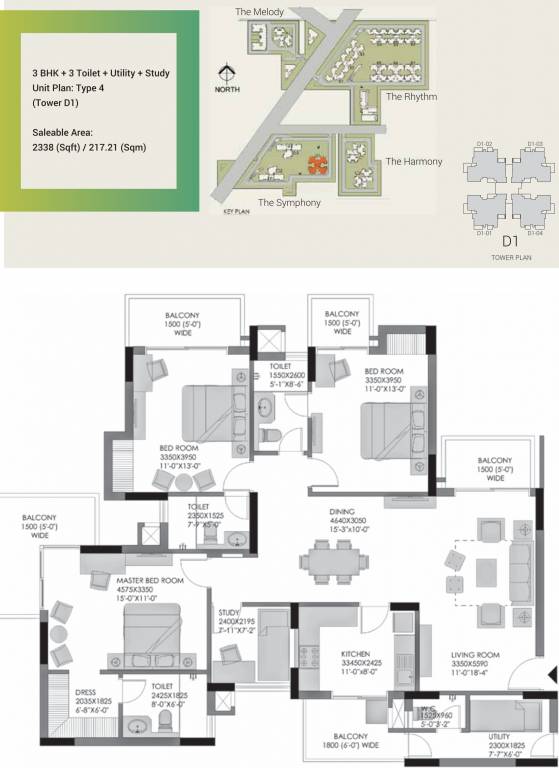 The Melody
3 BHK + 3 Toilet + Utility + Study
Unit Plan: Type 4
(Tower D1)
Saleable Area:
2338 (Sqft) / 217.21 (Sqm)
NORTH
The Rhythm
The Harmony
The Symphony
KEY PLAN
D1-02
D1-03
D1-01
D1-04
D1
TOWER PLAN
BALCONY
1500 (5'-0")
WIDE
BALCONY
1500 (5'-0")
WIDE
TOILET
1550X2600
5'-1"X8'-6"
BED ROOM
3350X3950
11'-0"X13'-0"
BED ROOM
3350X3950
11'-0"X13'-0"
BALCONY
1500 (5'-0")
WIDE
TOILET
2350X1525
7'-9"X5'-0"
DINING
4640X3050
15'-3"x10'-0"
BALCONY
1500 (5'-0")
WIDE
MASTER BED ROOM
4575X3350
15'-0"X11'-0"
STUDY
2400X2195
7'-11"X7'-2"
KITCHEN
33450X2425
11'-0"x8'-0"
LIVING ROOM
3350X5590
11'-0"18'-4"
DRESS
2035X1825
6'-8"X6'-0"
TOILET
2425X1825
8'-0"X6'-0"
W.C
1525X960
5'-0"3'-2"
BALCONY
1800 (6'-0") WIDE
UTILITY
2300X1825
7'-7"X6'-0"